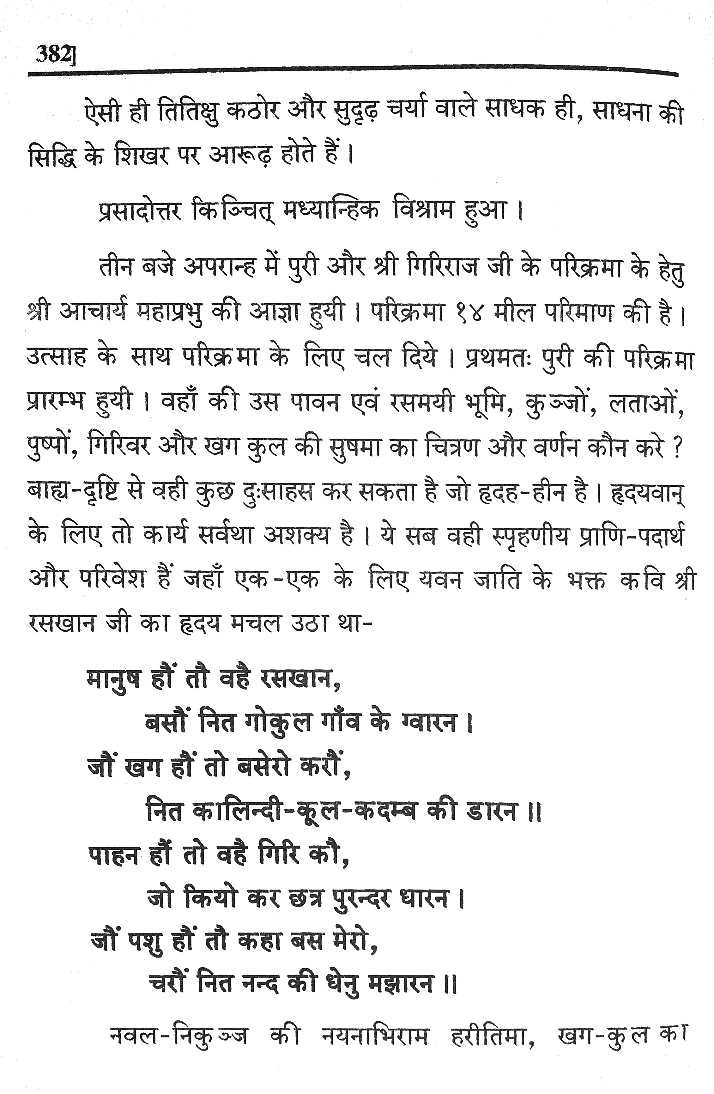 382]
ऐसी ही तितिक्षु कठोर और सुदृढ़ चर्या वाले साधक ही, साधना की
सिद्धि के शिखर पर आरूढ़ होते हैं ।
प्रसादोत्तर किञ्चित् मध्यान्हिक विश्राम हुआ ।
तीन बजे अपरान्ह में पुरी और श्री गिरिराज जी के परिक्रमा के हेतु
श्री आचार्य महाप्रभु की आज्ञा हुयी । परिक्रमा १४ मील परिमाण की है ।
उत्साह के साथ परिक्रमा के लिए चल दिये । प्रथमतः पुरी की परिक्रमा
प्रारम्भ हुयी । वहाँ की उस पावन एवं रसमयी भूमि, कुञ्जों, लताओं,
पुष्पों, गिरिवर और खग कुल की सुषमा का चित्रण और वर्णन कौन करे ?
बाह्य-दृष्टि से वही कुछ दुःसाहस कर सकता है जो हृदह-हीन है । हृदयवान्
के लिए तो कार्य सर्वथा अशक्य है । ये सब वही स्पृहणीय प्राणि-पदार्थ
और परिवेश हैं जहाँ एक-एक के लिए यवन जाति के भक्त कवि श्री
रसखान जी का हृदय मचल उठा था-
मानुष हौं तौ वहै रसखान,
बसौं नित गोकुल गाँव के ग्वारन ।
जौं खग हौं तो बसेरो करौं,
नित कालिन्दी-कूल-कदम्ब की डारन ॥
पाहन हौं तो वहै गिरि कौ,
जो कियो कर छत्र पुरन्दर धारन ।
जौं पशु हौं तौ कहा बस मेरो,
चरौं नित नन्द की धेनु मझारन ॥
नवल-निकुञ्ज की नयनाभिराम हरीतिमा, खग-कुल का